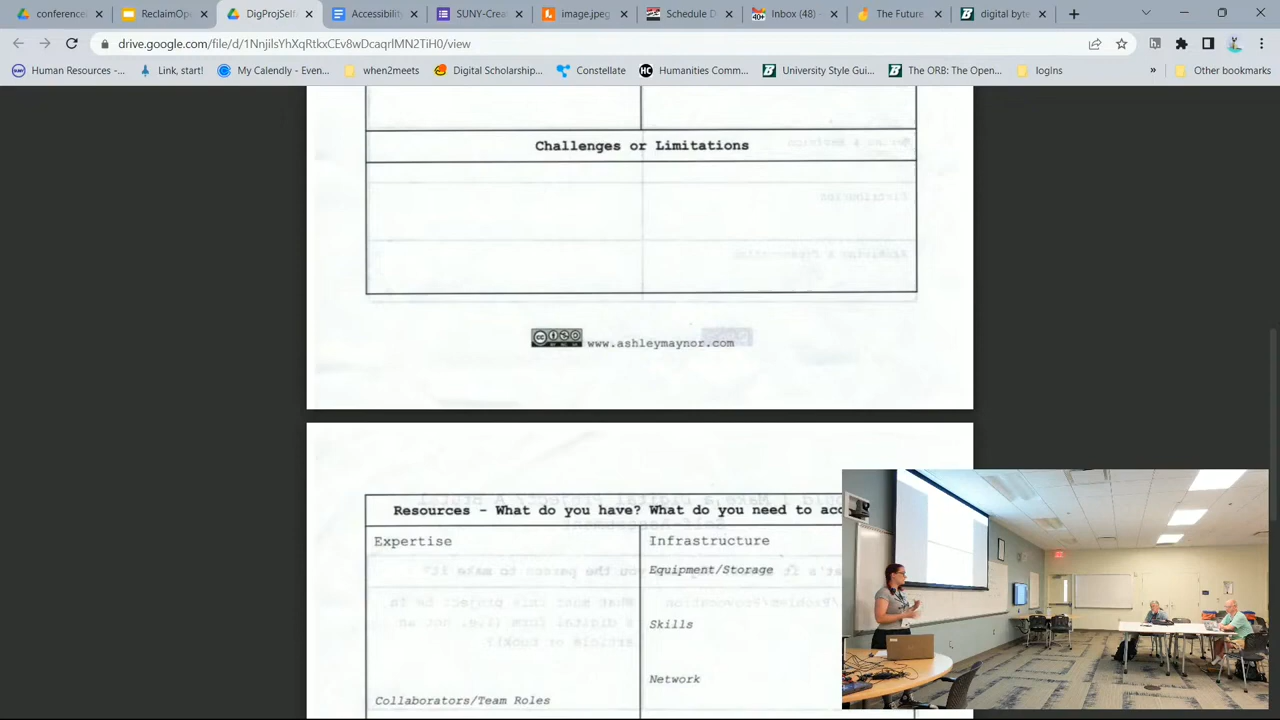 conference
ReclaimOpe
DigProjSelf
Accessibility
SUNY-Crea
image.jpeg
Schedule D
Inbox (48) -
The Future
digital byte
drive.google.com/file/d/1NnjilsYhXqRtkxCEv8wDcaqrlMN2TiH0/view
Human Resources -...
Link, start!
My Calendly - Even...
when2meets
Digital Scholarship...
Constellate
Humanities Comm...
University Style Gui...
The ORB: The Open...
logIns
»
Other bookmarks
Challenges or Limitations
www.ashleymaynor.com
Resources - What do you have? What do you need to acc
Expertise
Infrastructure
Equipment/Storage
Skills
Network
Collaborators/Team Roles